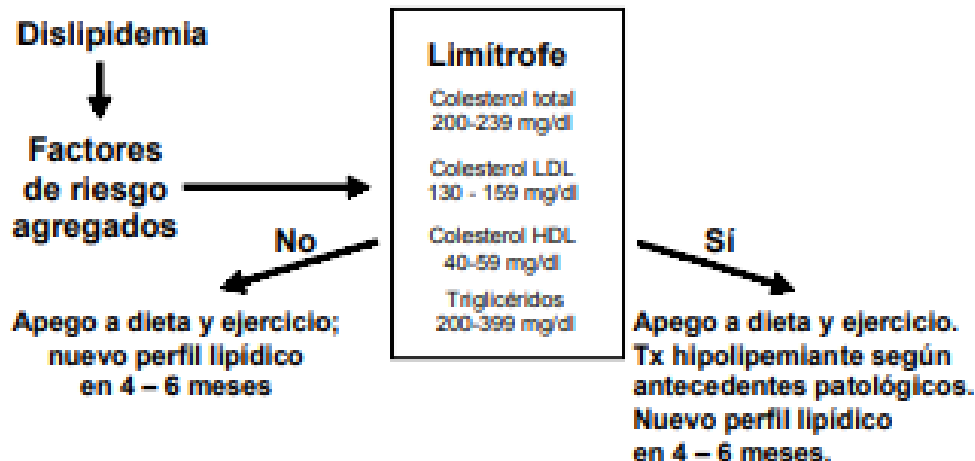 Dislipidemia
Factores
de riesgo
agregados
Limítrofe
Colesterol total
200-239 mg/dl
Colesterol LDL
130 - 159 mg/dl
Colesterol HDL
40-59 mg/dl
Triglicéridos
200-399 mg/dl
No
Apego a dieta y ejercicio;
nuevo perfil lipídico
en 4 – 6 meses
Sí
Apego a dieta y ejercicio.
Tx hipolipemiante según
antecedentes patológicos.
Nuevo perfil lipídico
en 4 – 6 meses.